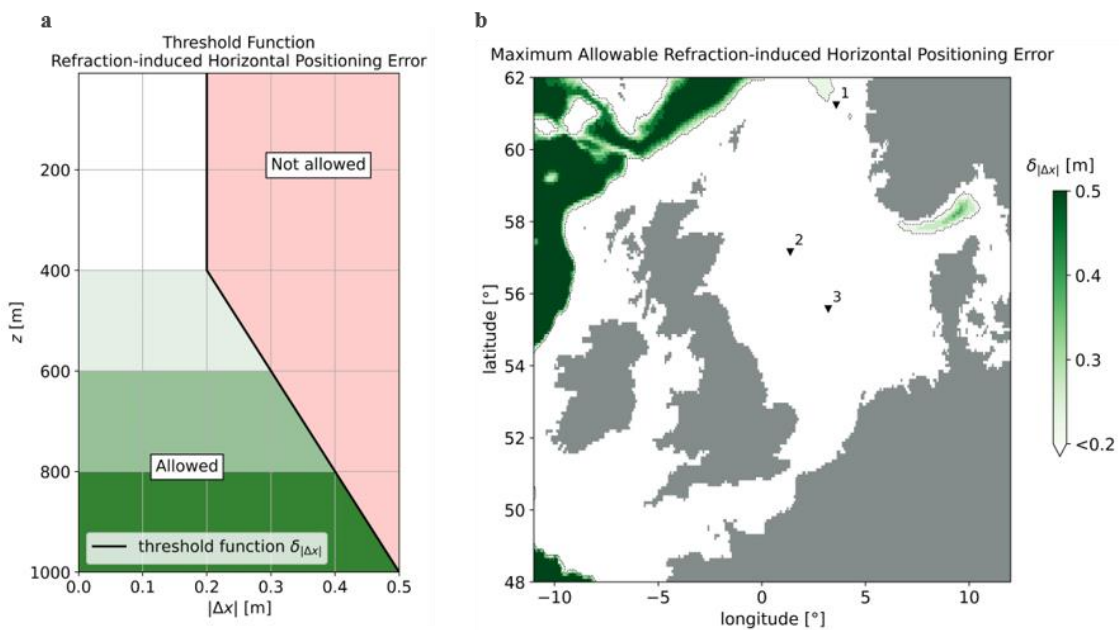 a
Threshold Function
Refraction-induced Horizontal Positioning Error
Not allowed
Allowed
threshold function δ|Δx|
z [m]
200
400
600
800
1000
0.0 0.1 0.2 0.3 0.4 0.5
|Δx| [m]
b
Maximum Allowable Refraction-induced Horizontal Positioning Error
62
60
58
56
54
52
50
48
latitude [°]
1
2
3
−10 −5 0 5 10
longitude [°]
δ|Δx| [m]
0.5
0.4
0.3
<0.2